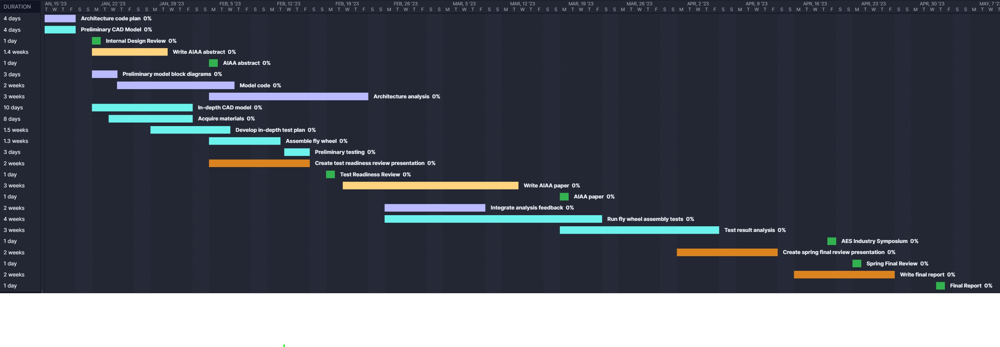 DURATION AN, 15 '23 JAN, 22 '23 JAN, 29 '23 FEB, 5 '23 FEB, 12 '23 FEB, 19 '23 FEB, 26 '23 MAR, 5 '23 MAR, 12 '23 MAR, 19 '23 MAR, 26 '23 APR, 2 '23 APR, 9 '23 APR, 16 '23 APR, 23 '23 APR, 30 '23 MAY, 7 '23
T W T F S S M T W T F S S M T W T F S S M T W T F S S M T W T F S S M T W T F S S M T W T F S S M T W T F S S M T W T F S S M T W T F S S M T W T F S S M T W T F S S M T W T F S S M T W T F S S M T W T F S S M T W T F S S M T W
4 days Architecture code plan 0%
4 days Preliminary CAD Model 0%
1 day Internal Design Review 0%
1.4 weeks Write AIAA abstract 0%
1 day AIAA abstract 0%
3 days Preliminary model block diagrams 0%
2 weeks Model code 0%
3 weeks Architecture analysis 0%
10 days In-depth CAD model 0%
8 days Acquire materials 0%
1.5 weeks Develop in-depth test plan 0%
1.3 weeks Assemble fly wheel 0%
3 days Preliminary testing 0%
2 weeks Create test readiness review presentation 0%
1 day Test Readiness Review 0%
3 weeks Write AIAA paper 0%
1 day AIAA paper 0%
2 weeks Integrate analysis feedback 0%
4 weeks Run fly wheel assembly tests 0%
3 weeks Test result analysis 0%
1 day AES Industry Symposium 0%
2 weeks Create spring final review presentation 0%
1 day Spring Final Review 0%
2 weeks Write final report 0%
1 day Final Report 0%